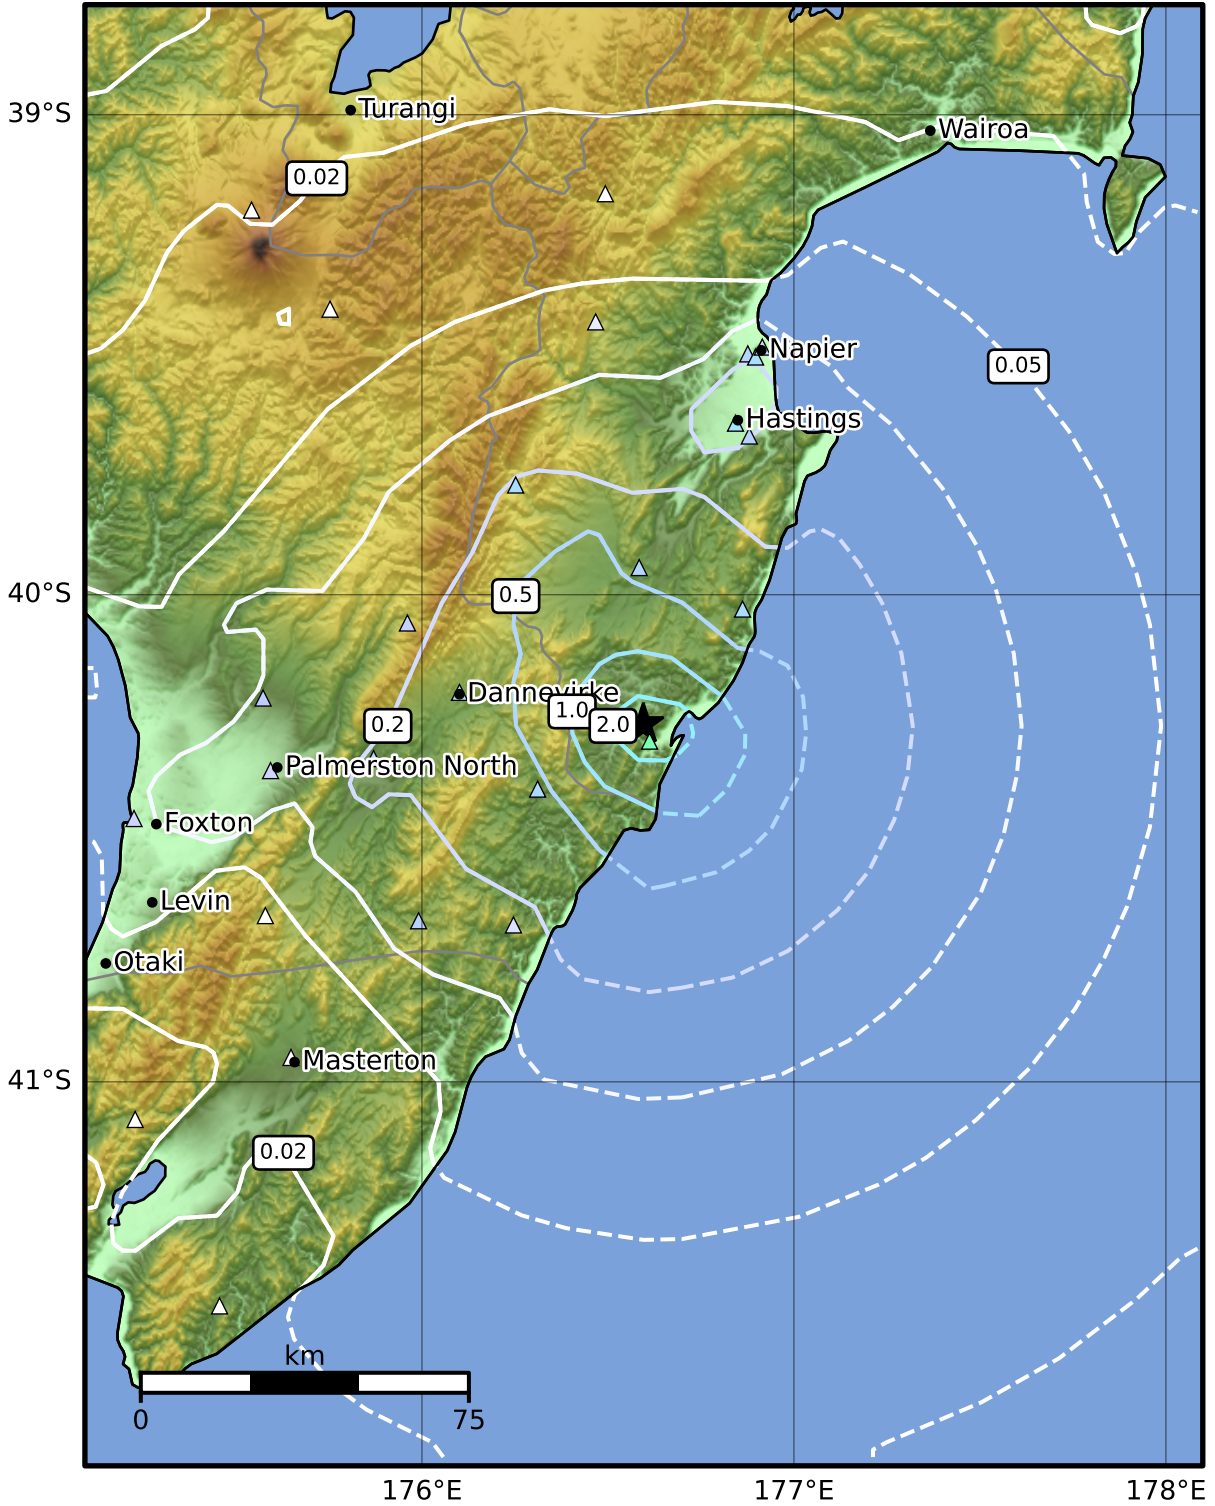 39°S
Turangi
Wairoa
0.02
Napier
0.05
Hastings
40°S
0.5
Dannevirke
1.0
2.0
0.2
Palmerston North
Foxton
Levin
Otaki
Masterton
41°S
0.02
km
0
75
176°E
177°E
178°E